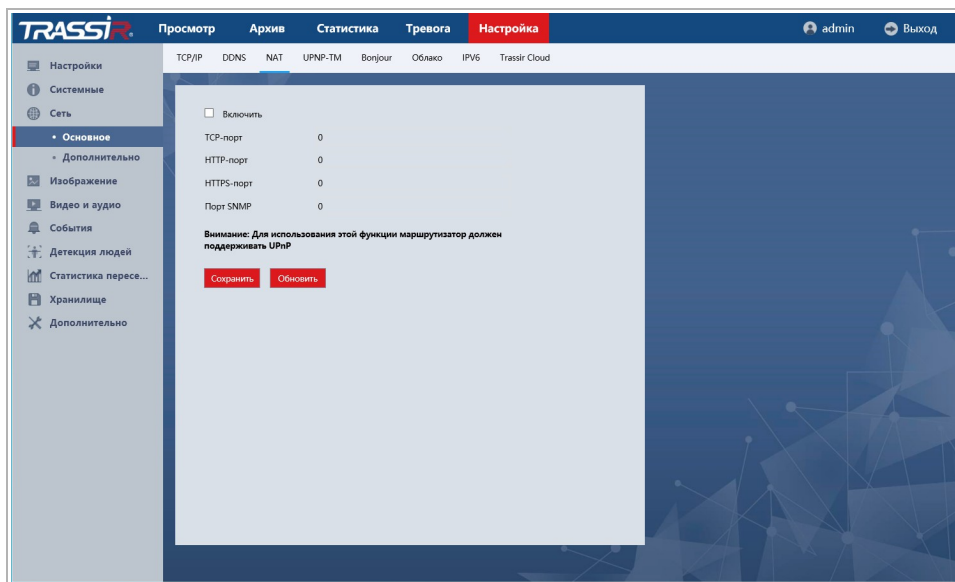 TRASSIR Просмотр Архив Статистика Тревога Настройка admin Выход
TCP/IP DDNS NAT UPNP-TM Bonjour Облако IPV6 Trassir Cloud
Настройки
Системные
Сеть
• Основное
• Дополнительно
Изображение
Видео и аудио
События
Детекция людей
Статистика пересе...
Хранилище
Дополнительно
Включить
TCP-порт 0
HTTP-порт 0
HTTPS-порт 0
Порт SNMP 0
Внимание: Для использования этой функции маршрутизатор должен
поддерживать UPnP
Сохранить Обновить